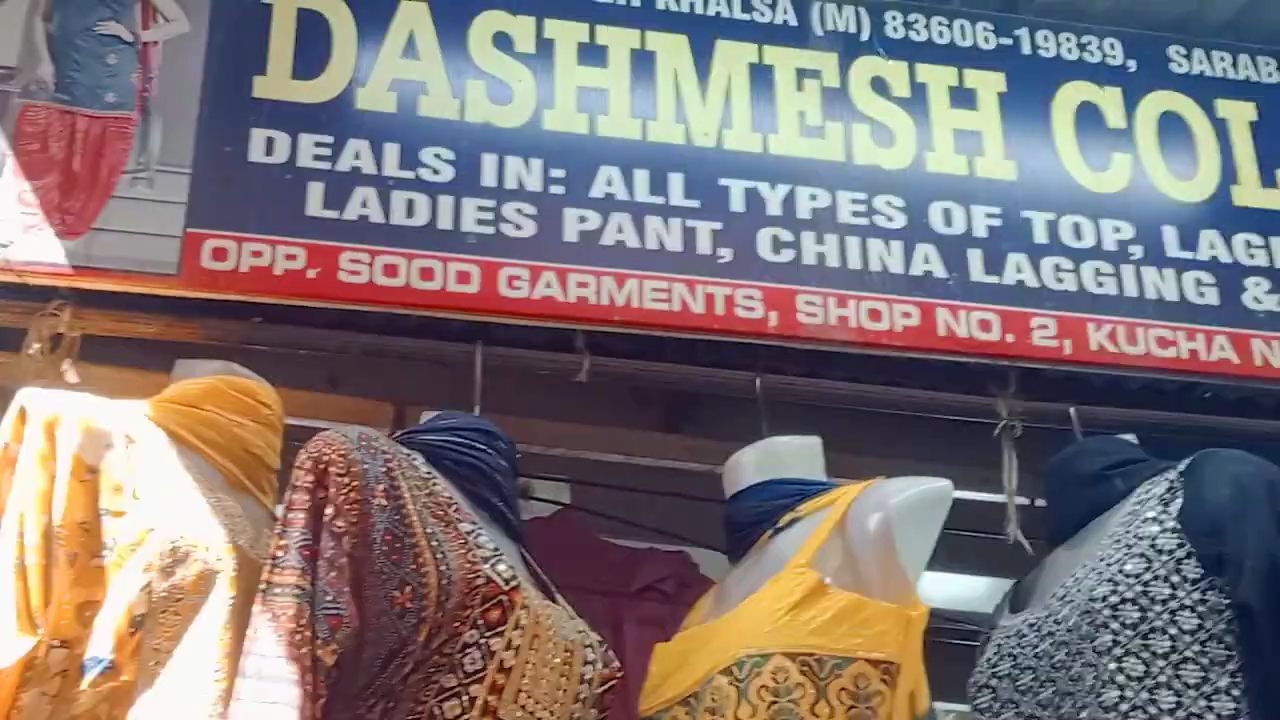 KHALSA (M) 83606-19839, SARAB
DASHMESH COL
DEALS IN: ALL TYPES OF TOP, LAGI
LADIES PANT, CHINA LAGGING &
OPP. SOOD GARMENTS, SHOP NO. 2, KUCHA N